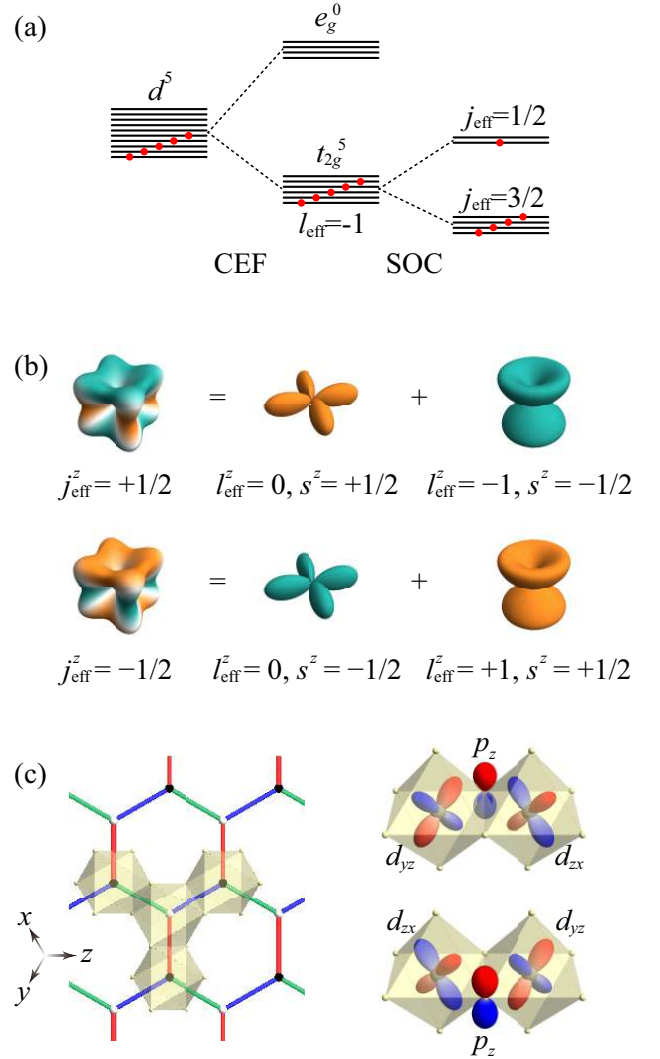 (a)
e_g^0
d^5
j_eff=1/2
t_2g^5
j_eff=3/2
l_eff=-1
CEF SOC
(b)
= +
j^z_eff = +1/2 l^z_eff = 0, s^z = +1/2 l^z_eff = −1, s^z = −1/2
= +
j^z_eff = −1/2 l^z_eff = 0, s^z = −1/2 l^z_eff = +1, s^z = +1/2
(c)
x
z
y
p_z
d_yz d_zx
d_zx d_yz
p_z